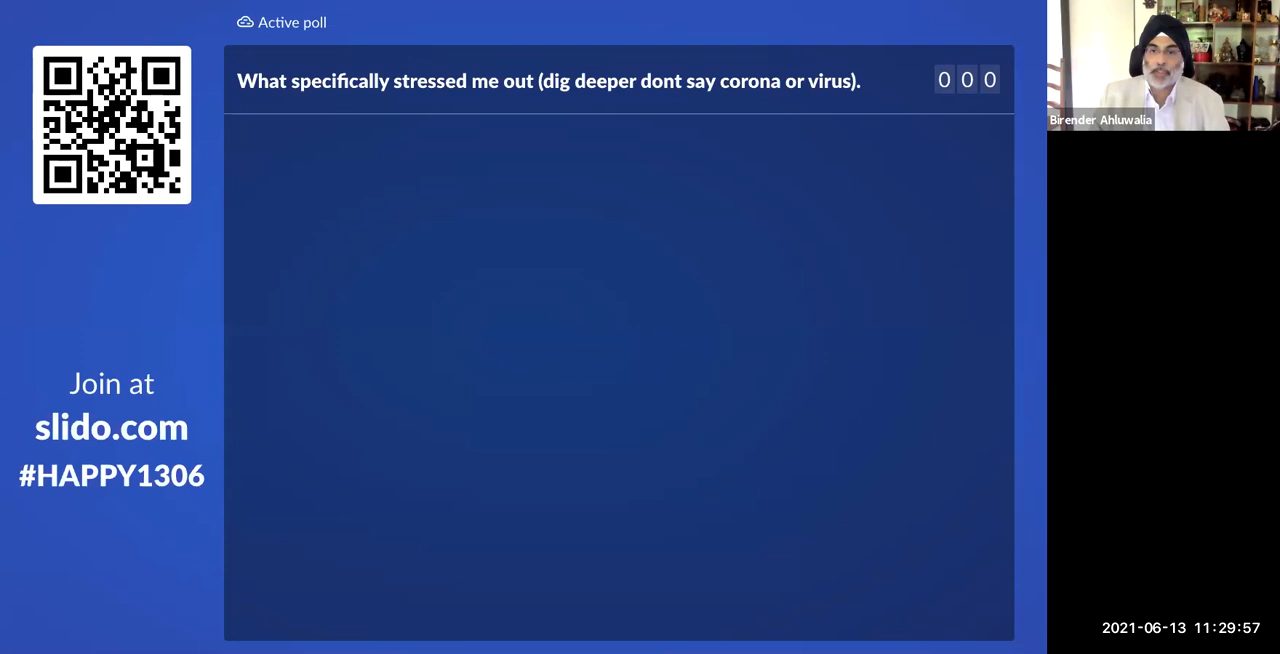 Active poll
What specifically stressed me out (dig deeper dont say corona or virus).
0 0 0
Birender Ahluwalia
Join at
slido.com
#HAPPY1306
2021-06-13 11:29:57